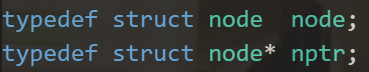 typedef struct node  node;
typedef struct node* nptr;